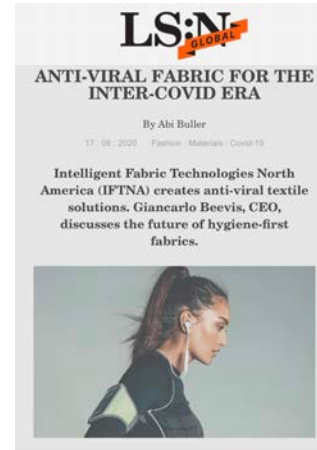 LS:N
GLOBAL
ANTI-VIRAL FABRIC FOR THE
INTER-COVID ERA
By Abi Buller
17 : 08 : 2020 Fashion : Materials : Covid-19
Intelligent Fabric Technologies North
America (IFTNA) creates anti-viral textile
solutions. Giancarlo Beevis, CEO,
discusses the future of hygiene-first
fabrics.